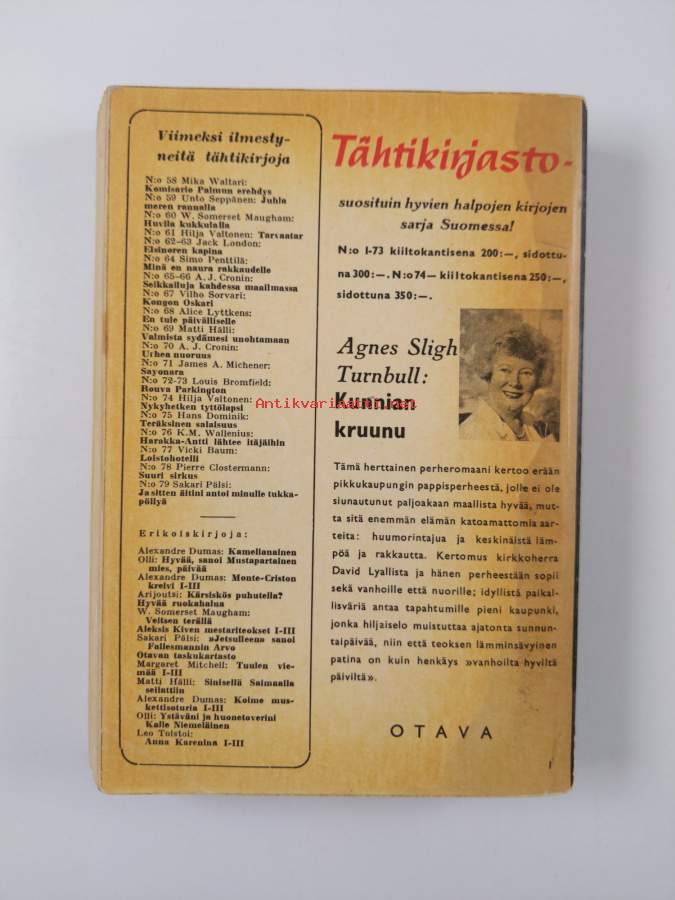 Viimeksi ilmesty-
neitä tähtikirjoja
N:o 58 Mika Waltari:
Komisario Palmun erehdys
N:o 59 Unto Seppänen: Juhla
meren rannalla
N:o 60 W. Somerset Maugham:
Huvila kukkulalla
N:o 61 Hilja Valtonen: Tarvaatar
N:o 62–63 Jack London:
Elsinoren kapina
N:o 64 Simo Penttilä:
Minä en naura rakkaudelle
N:o 65–66 A. J. Cronin:
Seikkailuja kahdessa maailmassa
N:o 67 Vilho Sorvari:
Kongon Oskari
N:o 68 Alice Lyttkens:
En tule päivälliselle
N:o 69 Matti Hälli:
Valmista sydämesi unohtamaan
N:o 70 A. J. Cronin:
Urhea nuoruus
N:o 71 James A. Michener:
Sayonara
N:o 72-73 Louis Bromfield:
Rouva Parkington
N:o 74 Hilja Valtonen:
Nykyhetken tyttölapsi
N:o 75 Hans Dominik:
Teräksinen salaisuus
N:o 76 K.M. Wallenius:
Harakka-Antti lähtee itäjäihin
N:o 77 Vicki Baum:
Loistohotelli
N:o 78 Pierre Clostermann:
Suuri sirkus
N:o 79 Sakari Pälsi:
Ja sitten äitini antoi minulle tukka-
pöllyä
Erikoiskirjoja:
Alexandre Dumas: Kamelianainen
Olli: Hyvää, sanoi Mustapartainen
mies, päivää
Alexandre Dumas: Monte-Criston
kreivi I-III
Arijoutsi: Kärsiskös puhutella?
Hyvää ruokahalua
W. Somerset Maugham:
Veitsen terällä
Aleksis Kiven mestariteokset I-III
Sakari Pälsi: »Jetsulleen» sanoi
Fallesmannin Arvo
Otavan taskukartasto
Margaret Mitchell: Tuulen vie-
mää I-III
Matti Hälli: Sinisellä Saimaalla
seilattiin
Alexandre Dumas: Kolme mus-
kettisoturia I-III
Olli: Ystäväni ja huonetoverini
Kalle Niemeläinen
Leo Tolstoi:
Anna Karenina I-III
Tähtikirjasto-
suosituin hyvien halpojen kirjojen
sarja Suomessa!
N:o 1-73 kiiltokantisena 200:—, sidottu-
na 300:—. N:o 74— kiiltokantisena 250:—,
sidottuna 350:—.
Agnes Sligh
Turnbull:
Kunnian
kruunu
Antikvariaatti.net
Tämä herttainen perheromaani kertoo erään
pikkukaupungin pappisperheestä, jolle ei ole
siunautunut paljoakaan maallista hyvää, mut-
ta sitä enemmän elämän katoamattomia aar-
teita: huumorintajua ja keskinäistä läm-
pöä ja rakkautta. Kertomus kirkkoherra
David Lyallista ja hänen perheestään sopii
sekä vanhoille että nuorille; idyllistä paikal-
lisväriä antaa tapahtumille pieni kaupunki,
jonka hiljaiselo muistuttaa ajatonta sunnun-
taipäivää, niin että teoksen lämminsävyinen
patina on kuin henkäys »vanhoilta hyviltä
päiviltä».
OTAVA